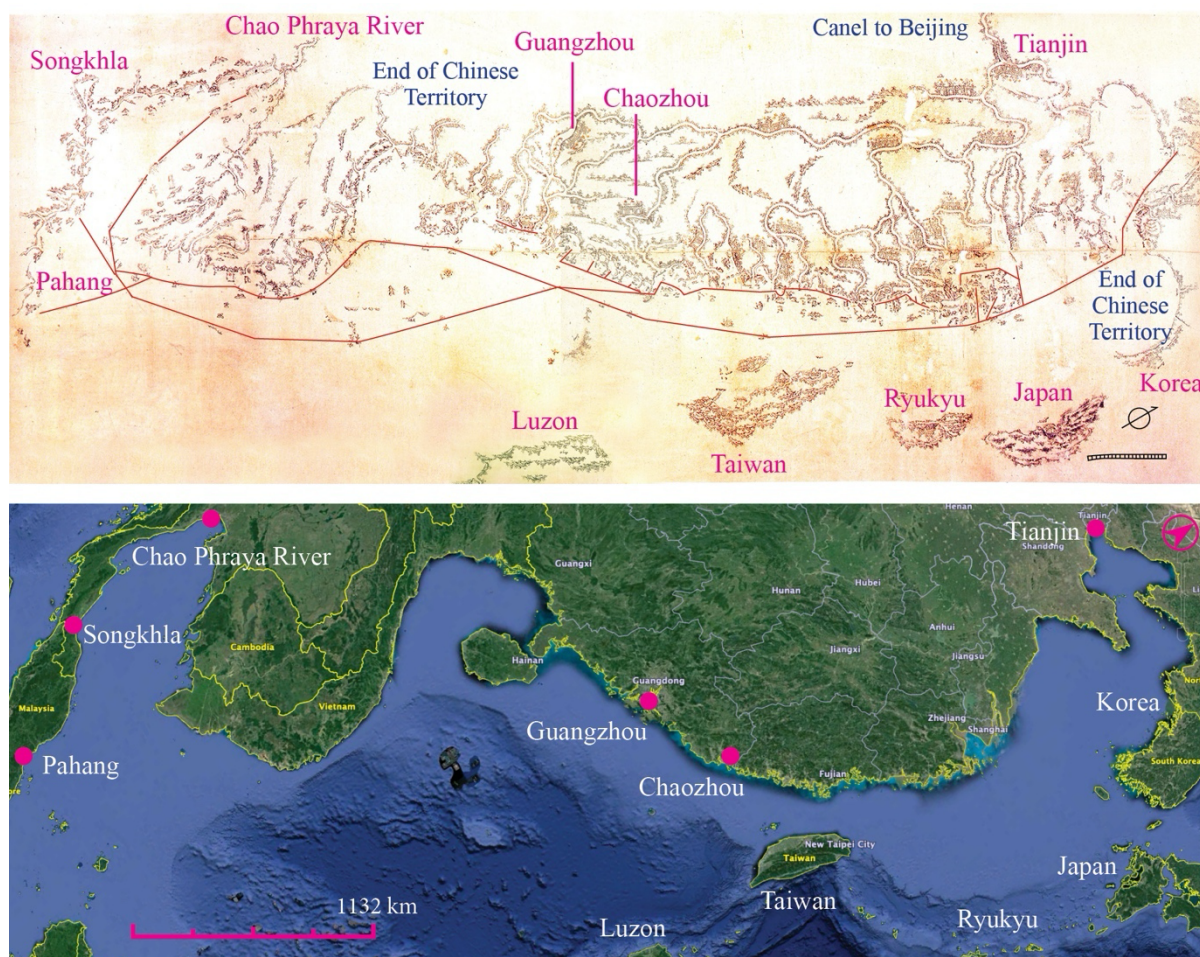 Chao Phraya River
Songkhla
End of Chinese
Territory
Guangzhou
Chaozhou
Canel to Beijing
Tianjin
Pahang
End of
Chinese
Territory
Korea
Luzon
Taiwan
Ryukyu
Japan
Chao Phraya River
Songkhla
Malaysia
Pahang
Cambodia
Vietnam
Guangxi
Hainan
Guangdong
Guangzhou
Chaozhou
Hunan
Hubei
Henan
Anhui
Jiangxi
Jiangsu
Zhejiang
Shanghai
Fujian
Tianjin
Tianjin
Shandong
Korea
South Korea
Japan
New Taipei City
Taiwan
Taiwan
Luzon
Ryukyu
1132 km